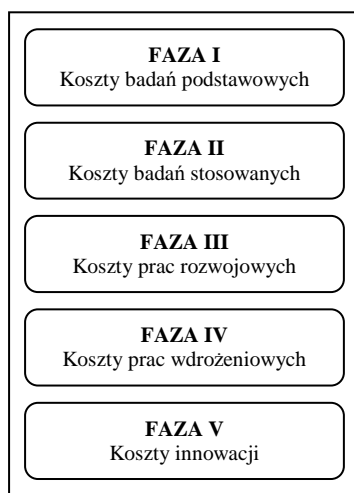 FAZA I
Koszty badań podstawowych
FAZA II
Koszty badań stosowanych
FAZA III
Koszty prac rozwojowych
FAZA IV
Koszty prac wdrożeniowych
FAZA V
Koszty innowacji